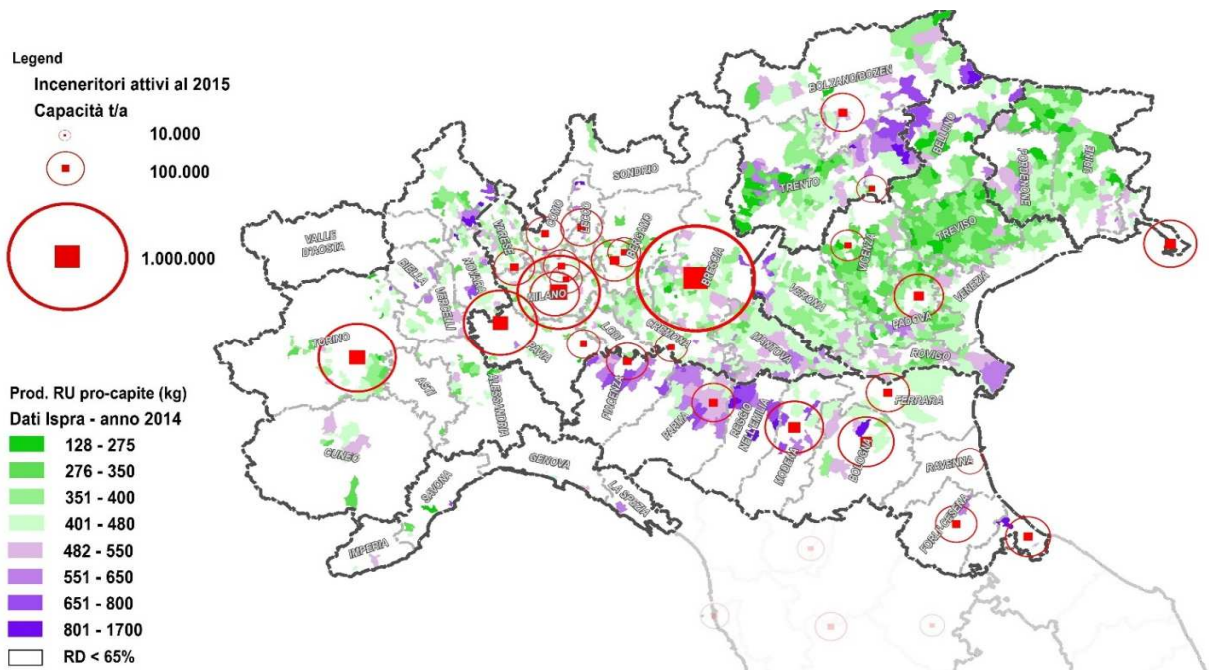 Legend
Inceneritori attivi al 2015
Capacità t/a
10.000
100.000
1.000.000
Prod. RU pro-capite (kg)
Dati Ispra - anno 2014
128 - 275
276 - 350
351 - 400
401 - 480
482 - 550
551 - 650
651 - 800
801 - 1700
RD < 65%
BOLZANO/BOZEN
BELLUNO
PORDENONE
UDINE
SONDRIO
TRENTO
TREVISO
VALLE
D'AOSTA
VARESE
COMO
LECCO
BERGAMO
BRESCIA
VICENZA
VENEZIA
BIELLA
NOVARA
VERCELLI
MILANO
VERONA
PADOVA
TORINO
PAVIA
LODI
CREMONA
MANTOVA
ROVIGO
ASTI
ALESSANDRIA
PIACENZA
PARMA
REGGIO
NELL'EMILIA
MODENA
BOLOGNA
FERRARA
CUNEO
SAVONA
GENOVA
LA SPEZIA
RAVENNA
FORLI'-CESENA
IMPERIA